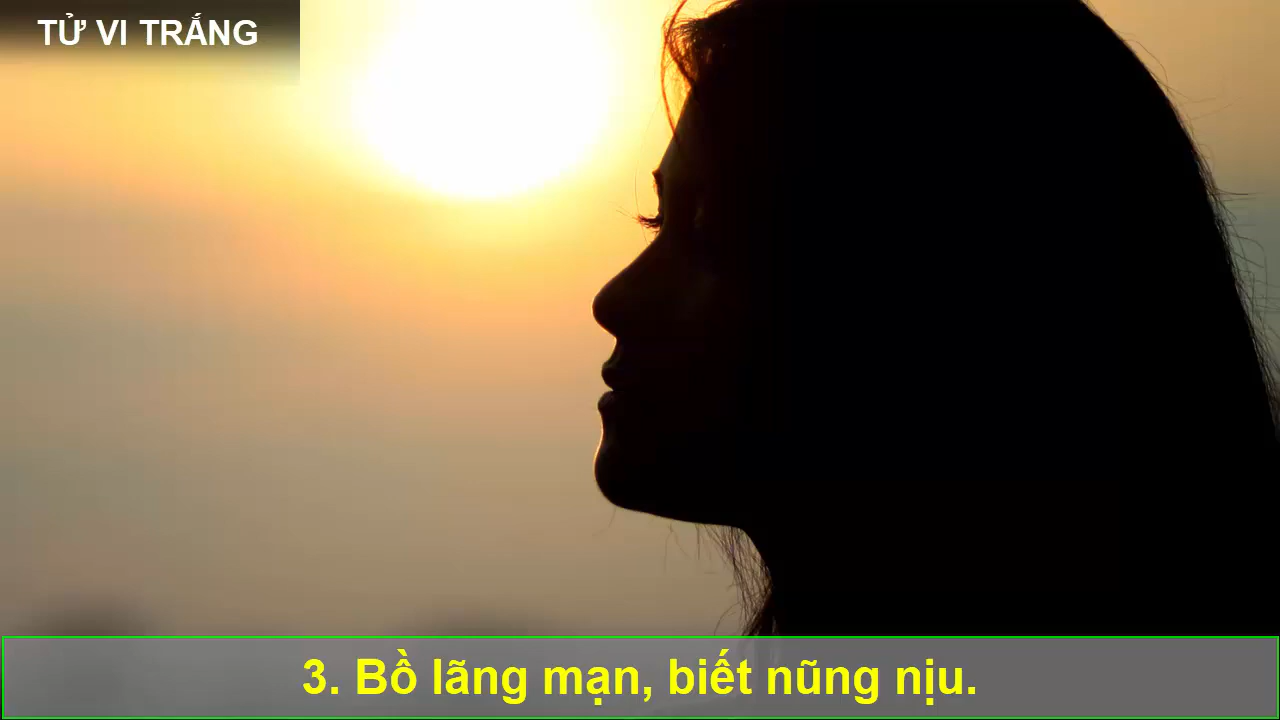 TỬ VI TRẮNG
3. Bồ lãng mạn, biết nũng nịu.